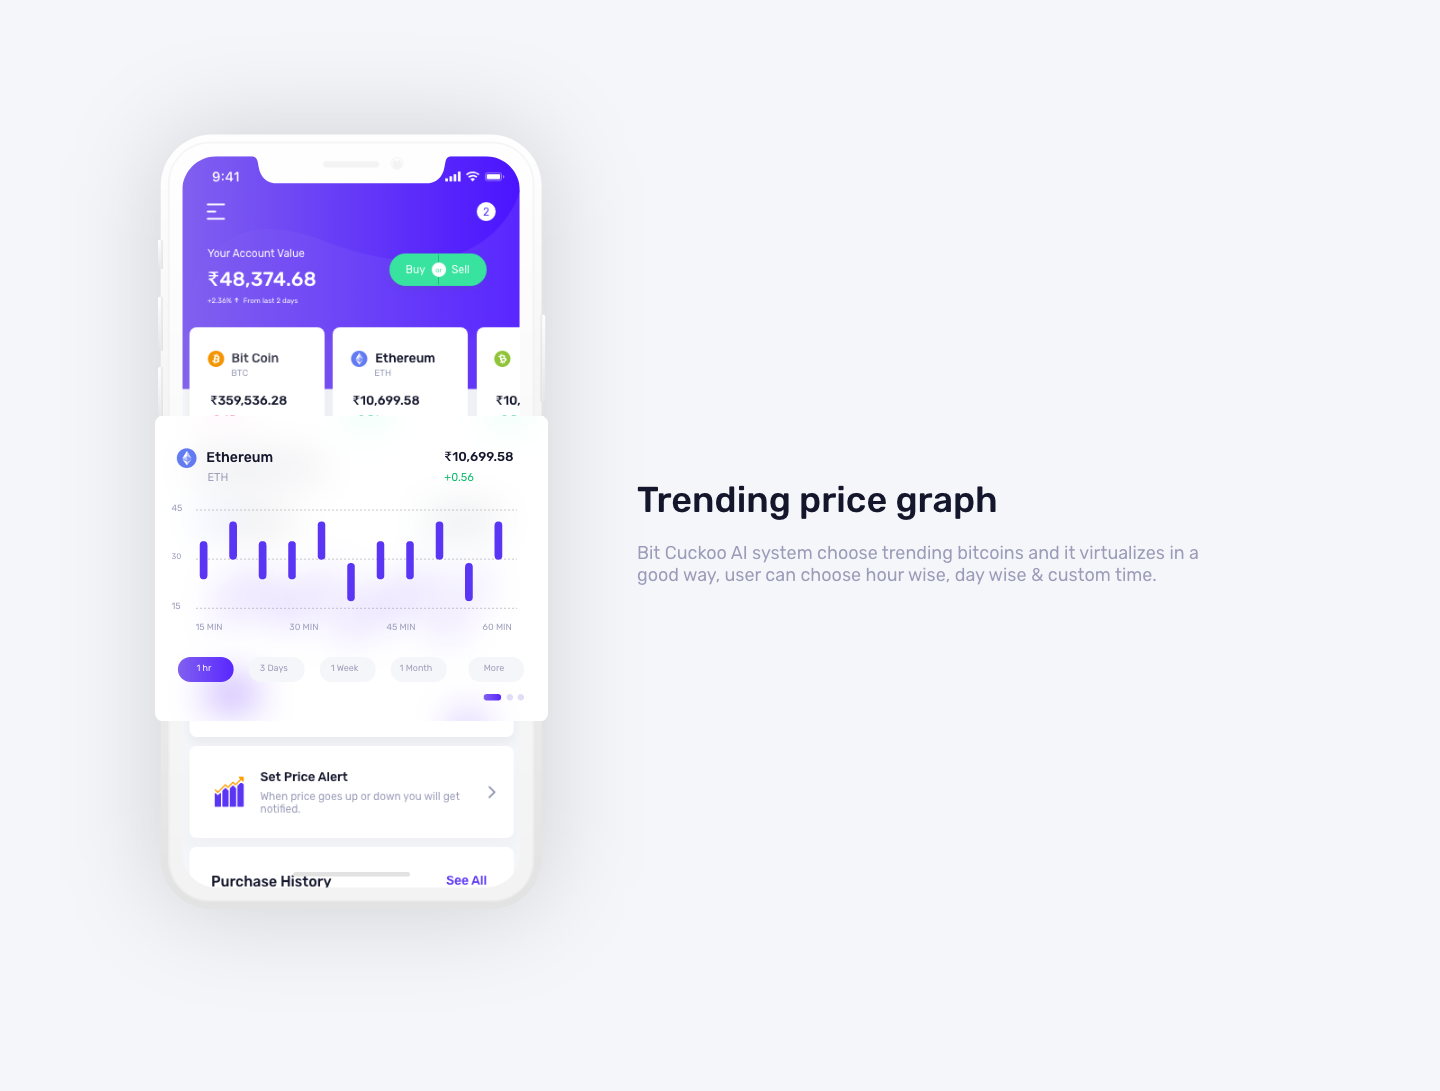 9:41
2
Your Account Value
₹48,374.68
Buy Sell
+2.36% ↑ From last 2 days
Bit Coin
BTC
₹359,536.28
Ethereum
ETH
₹10,699.58
₹10,
Ethereum
ETH
₹10,699.58
+0.56
45
30
15
15 MIN 30 MIN 45 MIN 60 MIN
1 hr 3 Days 1 Week 1 Month More
Set Price Alert
When price goes up or down you will get
notified.
Purchase History
See All
Trending price graph
Bit Cuckoo AI system choose trending bitcoins and it virtualizes in a
good way, user can choose hour wise, day wise & custom time.